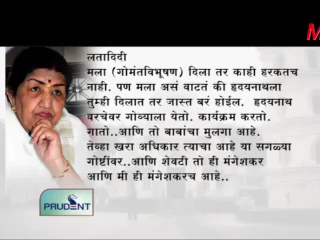 M
लतादिदी
मला (गोमंतविभूषण) दिला तर काही हरकतच
नाही. पण मला असं वाटतं की हृदयनाथला
तुम्ही दिलात तर जास्त बरं होईल.  हृदयनाथ
वरचेवर गोव्याला येतो. कार्यक्रम करतो.
गातो..आणि तो बाबांचा मुलगा आहे.
तेव्हा खरा अधिकार त्याचा आहे या सगळ्या
गोष्टींवर..आणि शेवटी तो ही मंगेशकर
आणि मी ही मंगेशकरच आहे..
PRUDENT